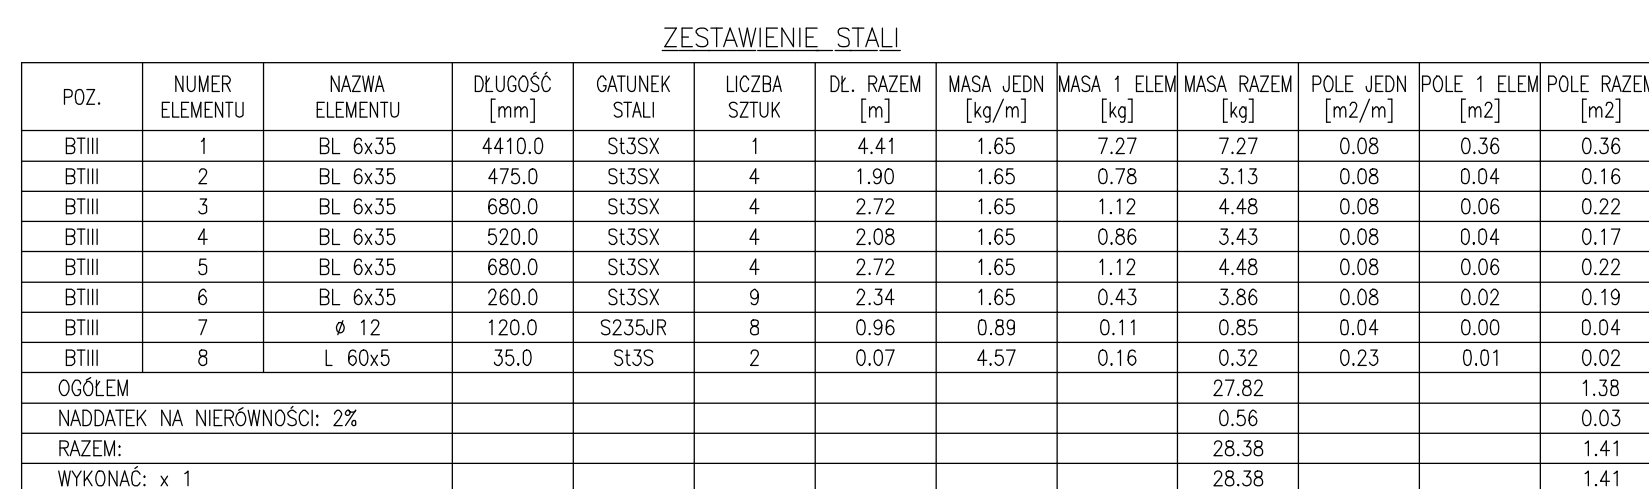 ZESTAWIENIE STALI
POZ. NUMER ELEMENTU NAZWA ELEMENTU DŁUGOŚĆ [mm] GATUNEK STALI LICZBA SZTUK DŁ. RAZEM [m] MASA JEDN [kg/m] MASA 1 ELEM [kg] MASA RAZEM [kg] POLE JEDN [m2/m] POLE 1 ELEM [m2] POLE RAZEM [m2]
BTIII 1 BL 6x35 4410.0 St3SX 1 4.41 1.65 7.27 7.27 0.08 0.36 0.36
BTIII 2 BL 6x35 475.0 St3SX 4 1.90 1.65 0.78 3.13 0.08 0.04 0.16
BTIII 3 BL 6x35 680.0 St3SX 4 2.72 1.65 1.12 4.48 0.08 0.06 0.22
BTIII 4 BL 6x35 520.0 St3SX 4 2.08 1.65 0.86 3.43 0.08 0.04 0.17
BTIII 5 BL 6x35 680.0 St3SX 4 2.72 1.65 1.12 4.48 0.08 0.06 0.22
BTIII 6 BL 6x35 260.0 St3SX 9 2.34 1.65 0.43 3.86 0.08 0.02 0.19
BTIII 7 ø 12 120.0 S235JR 8 0.96 0.89 0.11 0.85 0.04 0.00 0.04
BTIII 8 L 60x5 35.0 St3S 2 0.07 4.57 0.16 0.32 0.23 0.01 0.02
OGÓŁEM 27.82 1.38
NADDATEK NA NIERÓWNOŚCI: 2% 0.56 0.03
RAZEM: 28.38 1.41
WYKONAĆ: x 1 28.38 1.41